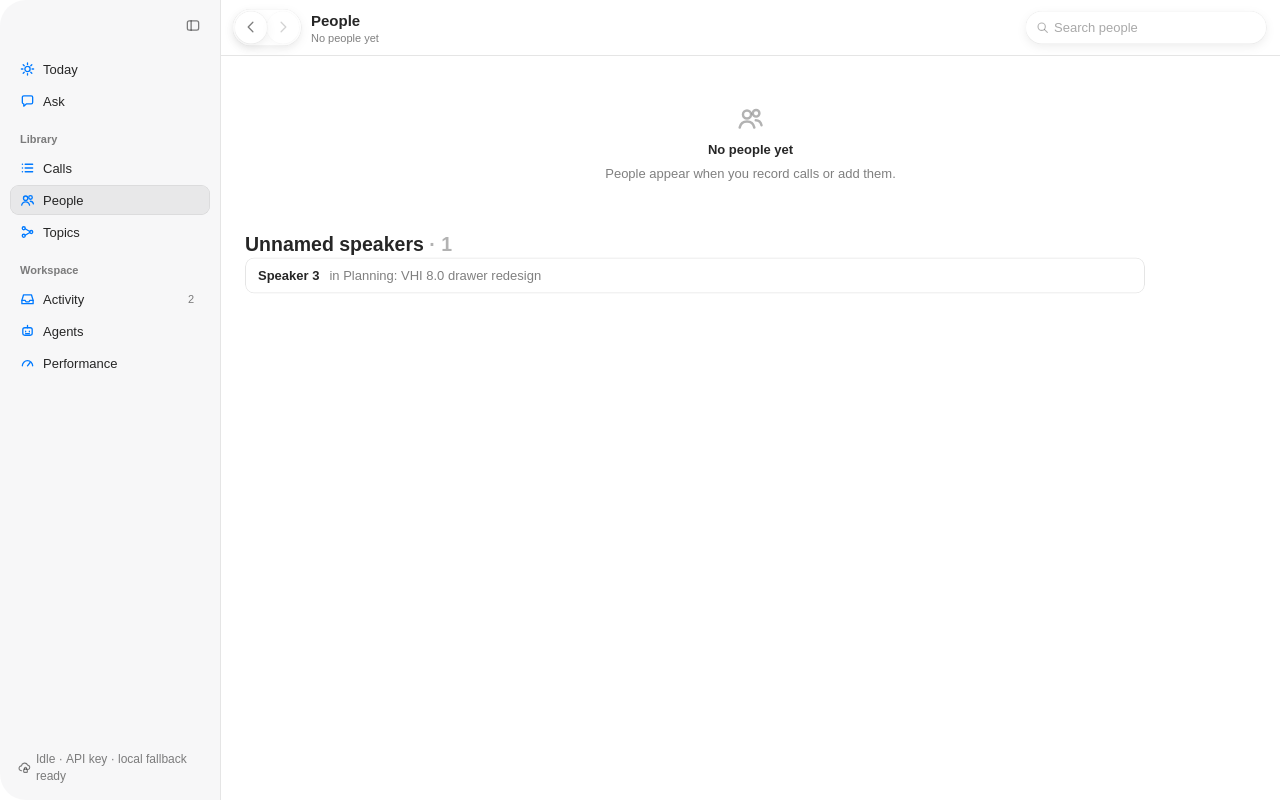 People
No people yet
Search people
Today
Ask
Library
Calls
People
Topics
Workspace
Activity 2
Agents
Performance
Idle · API key · local fallback
ready
No people yet
People appear when you record calls or add them.
Unnamed speakers · 1
Speaker 3 in Planning: VHI 8.0 drawer redesign